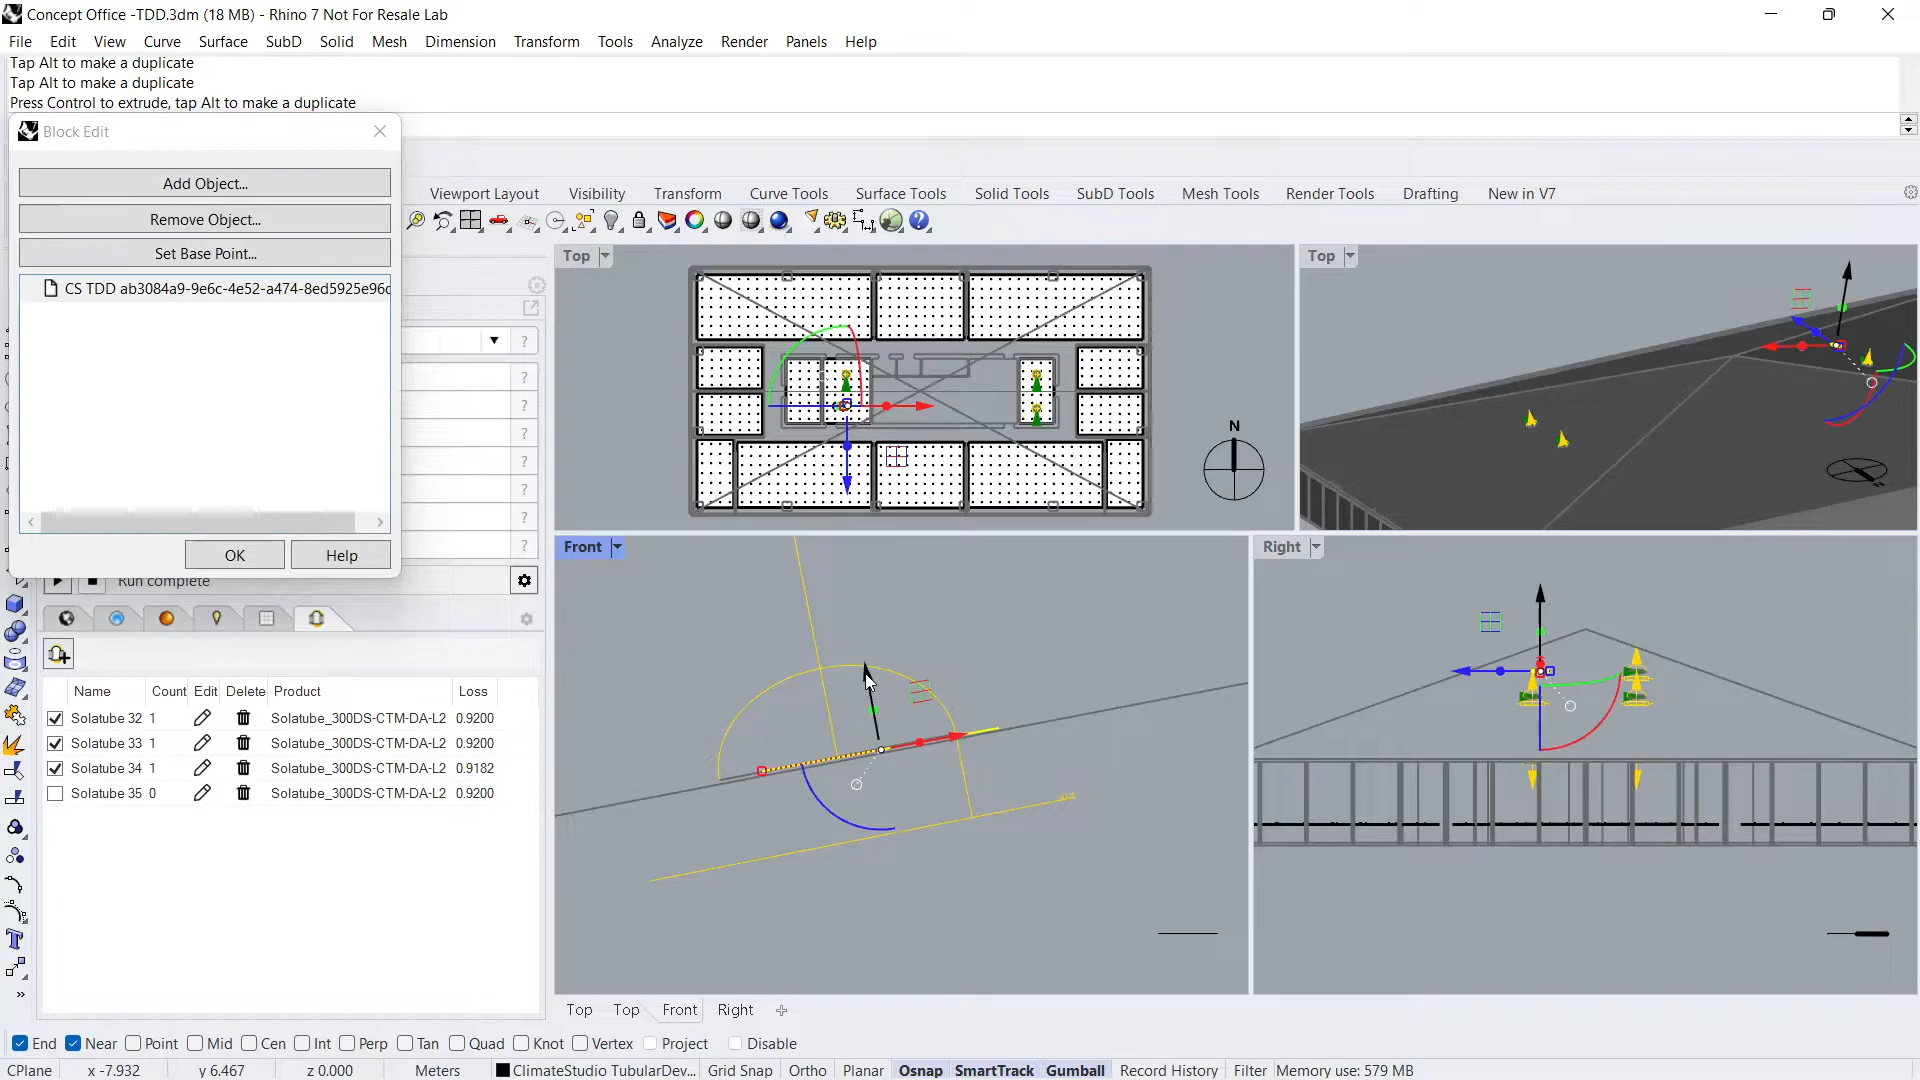 Concept Office -TDD.3dm (18 MB) - Rhino 7 Not For Resale Lab
File Edit View Curve Surface SubD Solid Mesh Dimension Transform Tools Analyze Render Panels Help
Tap Alt to make a duplicate
Tap Alt to make a duplicate
Press Control to extrude, tap Alt to make a duplicate
Block Edit
Add Object...
Remove Object...
Set Base Point...
CS TDD ab3084a9-9e6c-4e52-a474-8ed5925e96c
OK Help
Viewport Layout Visibility Transform Curve Tools Surface Tools Solid Tools SubD Tools Mesh Tools Render Tools Drafting New in V7
Top
N
Top
Front
Right
?
?
?
?
?
?
?
?
Run complete
Name Count Edit Delete Product Loss
Solatube 32 1 Solatube_300DS-CTM-DA-L2 0.9200
Solatube 33 1 Solatube_300DS-CTM-DA-L2 0.9200
Solatube 34 1 Solatube_300DS-CTM-DA-L2 0.9182
Solatube 35 0 Solatube_300DS-CTM-DA-L2 0.9200
Top Top Front Right
End Near Point Mid Cen Int Perp Tan Quad Knot Vertex Project Disable
CPlane x -7.932 y 6.467 z 0.000 Meters ClimateStudio TubularDev... Grid Snap Ortho Planar Osnap SmartTrack Gumball Record History Filter Memory use: 579 MB